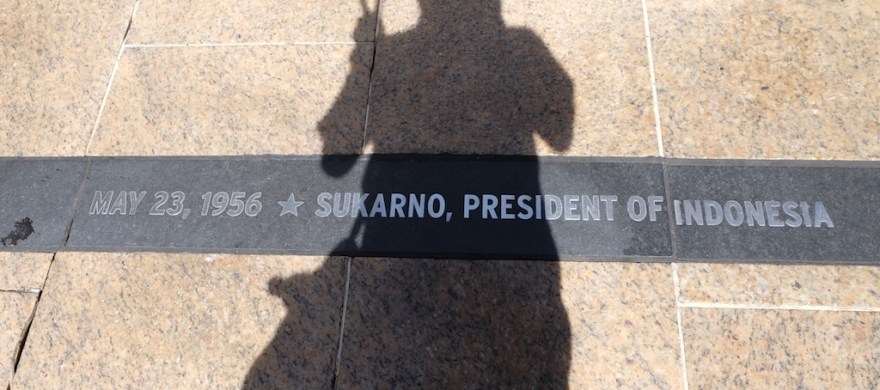 MAY 23, 1956 ★ SUKARNO, PRESIDENT OF INDONESIA